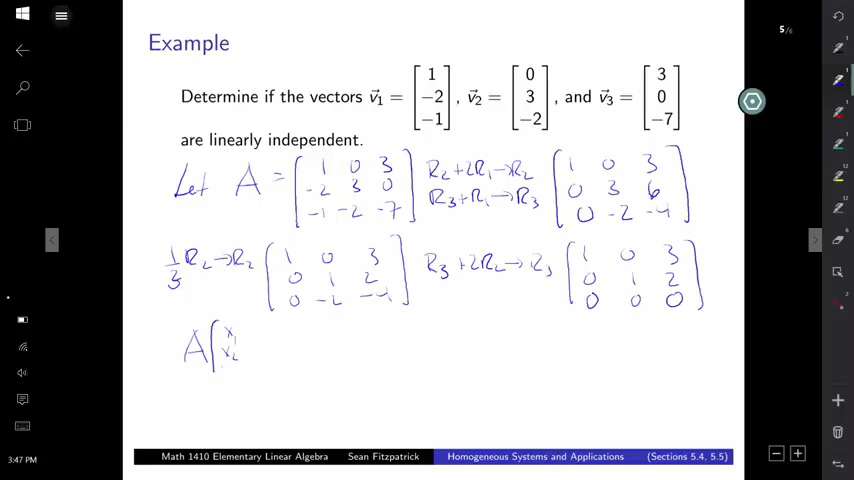 5/6
Example
Determine if the vectors v⃗₁ = [1 −2 −1], v⃗₂ = [0 3 −2], and v⃗₃ = [3 0 −7]
are linearly independent.
Let A = [1 0 3; -2 3 0; -1 -2 -7] R₂+2R₁→R₂ R₃+R₁→R₃ [1 0 3; 0 3 6; 0 -2 -4]
1/3 R₂→R₂ [1 0 3; 0 1 2; 0 -2 -4] R₃+2R₂→R₃ [1 0 3; 0 1 2; 0 0 0]
A [x₁ x₂
3:47 PM
Math 1410 Elementary Linear Algebra Sean Fitzpatrick Homogeneous Systems and Applications (Sections 5.4, 5.5)